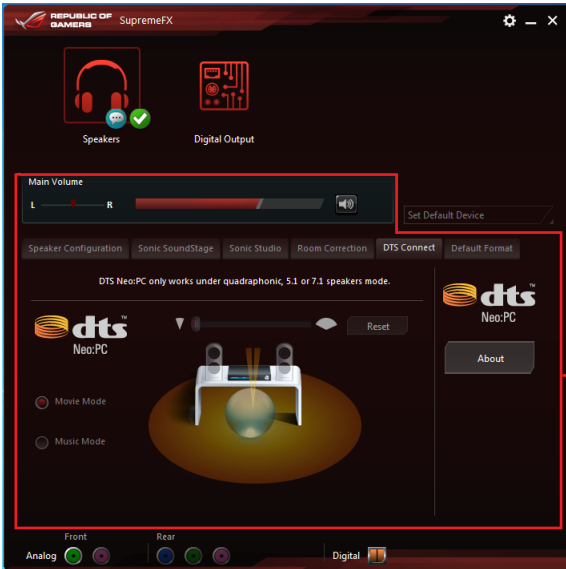 REPUBLIC OF
GAMERS
SupremeFX
Speakers
Digital Output
Main Volume
L
R
Set Default Device
Speaker Configuration
Sonic SoundStage
Sonic Studio
Room Correction
DTS Connect
Default Format
DTS Neo:PC only works under quadraphonic, 5.1 or 7.1 speakers mode.
dts™
Neo:PC
Reset
Movie Mode
Music Mode
dts™
Neo:PC
About
Front
Rear
Analog
Digital